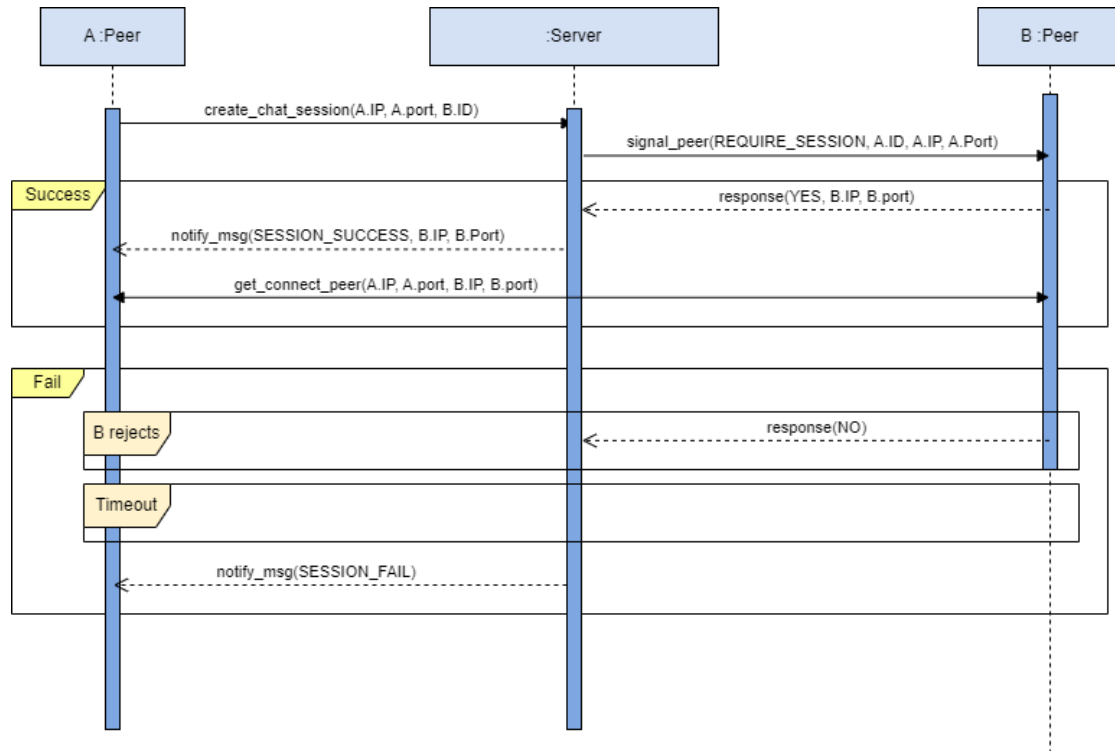 A :Peer
:Server
B :Peer
create_chat_session(A.IP, A.port, B.ID)
signal_peer(REQUIRE_SESSION, A.ID, A.IP, A.Port)
Success
response(YES, B.IP, B.port)
notify_msg(SESSION_SUCCESS, B.IP, B.Port)
get_connect_peer(A.IP, A.port, B.IP, B.port)
Fail
B rejects
response(NO)
Timeout
notify_msg(SESSION_FAIL)